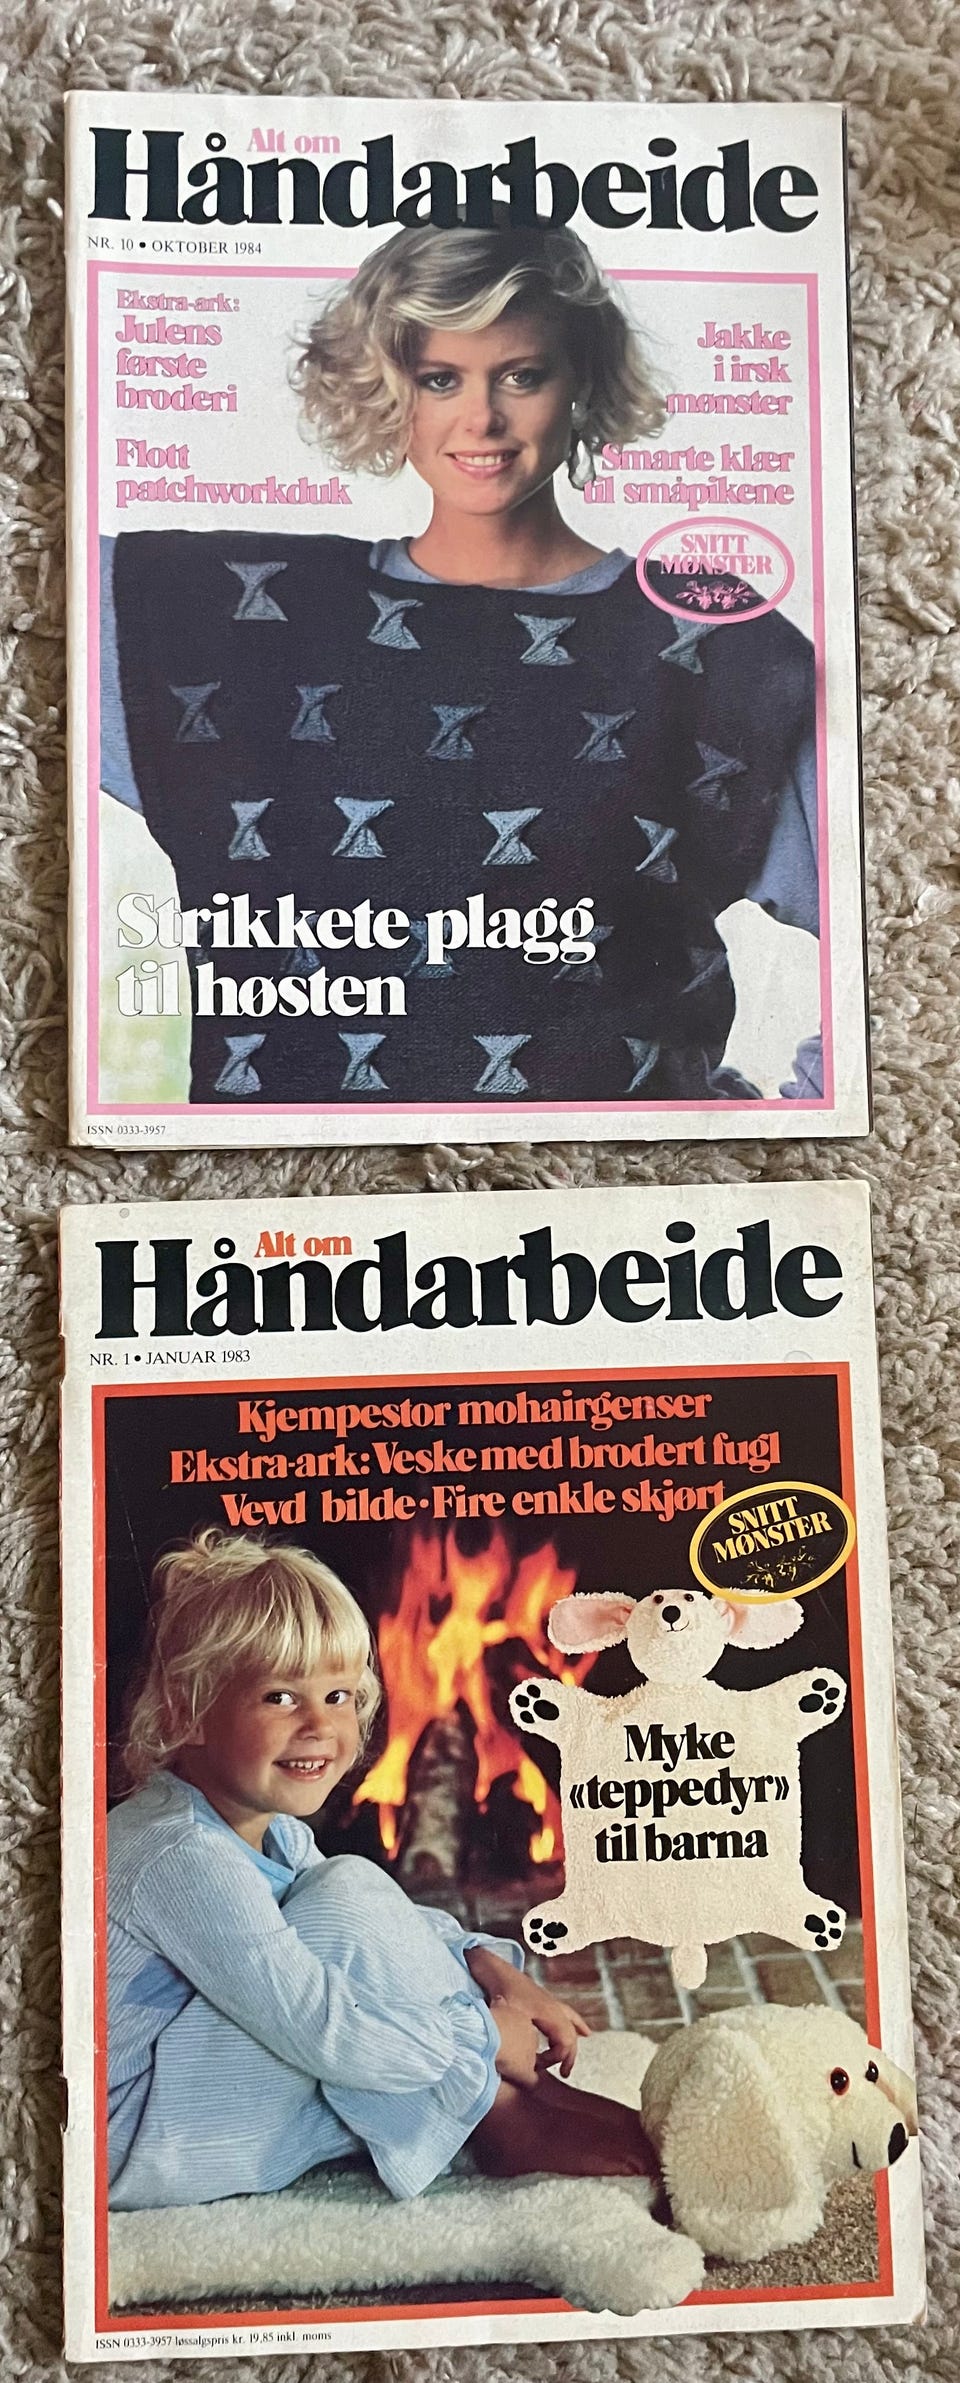 Alt om
Håndarbeide
NR. 10 • OKTOBER 1984
Ekstra-ark:
Julens
første
broderi
Flott
patchworkduk
Jakke
i irsk
mønster
Smarte klær
til småpikene
SNITT
MØNSTER
Strikkete plagg
til høsten
ISSN 0333-3957
Alt om
Håndarbeide
NR. 1 • JANUAR 1983
Kjempestor mohairgenser
Ekstra-ark: Veske med brodert fugl
Vevd bilde • Fire enkle skjørt
SNITT
MØNSTER
Myke
«teppedyr»
til barna
ISSN 0333-3957 løssalgspris kr. 19,85 inkl. moms